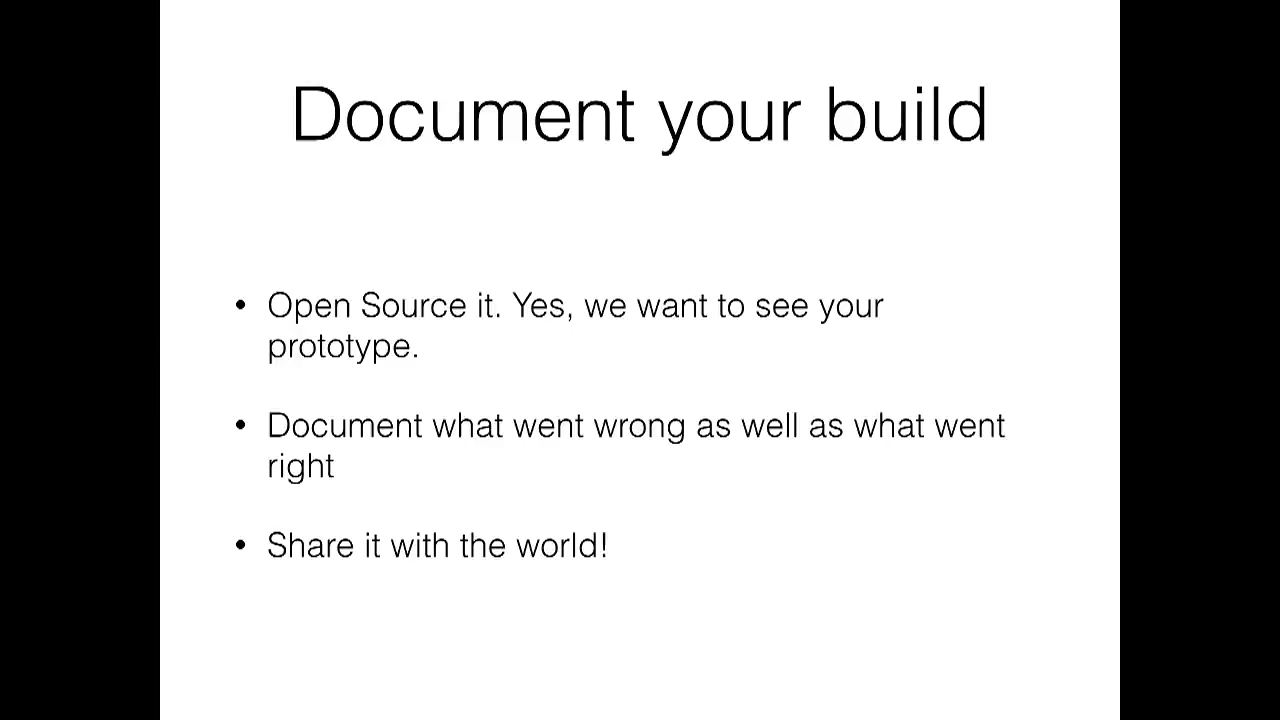 Document your build
• Open Source it. Yes, we want to see your
prototype.
• Document what went wrong as well as what went
right
• Share it with the world!